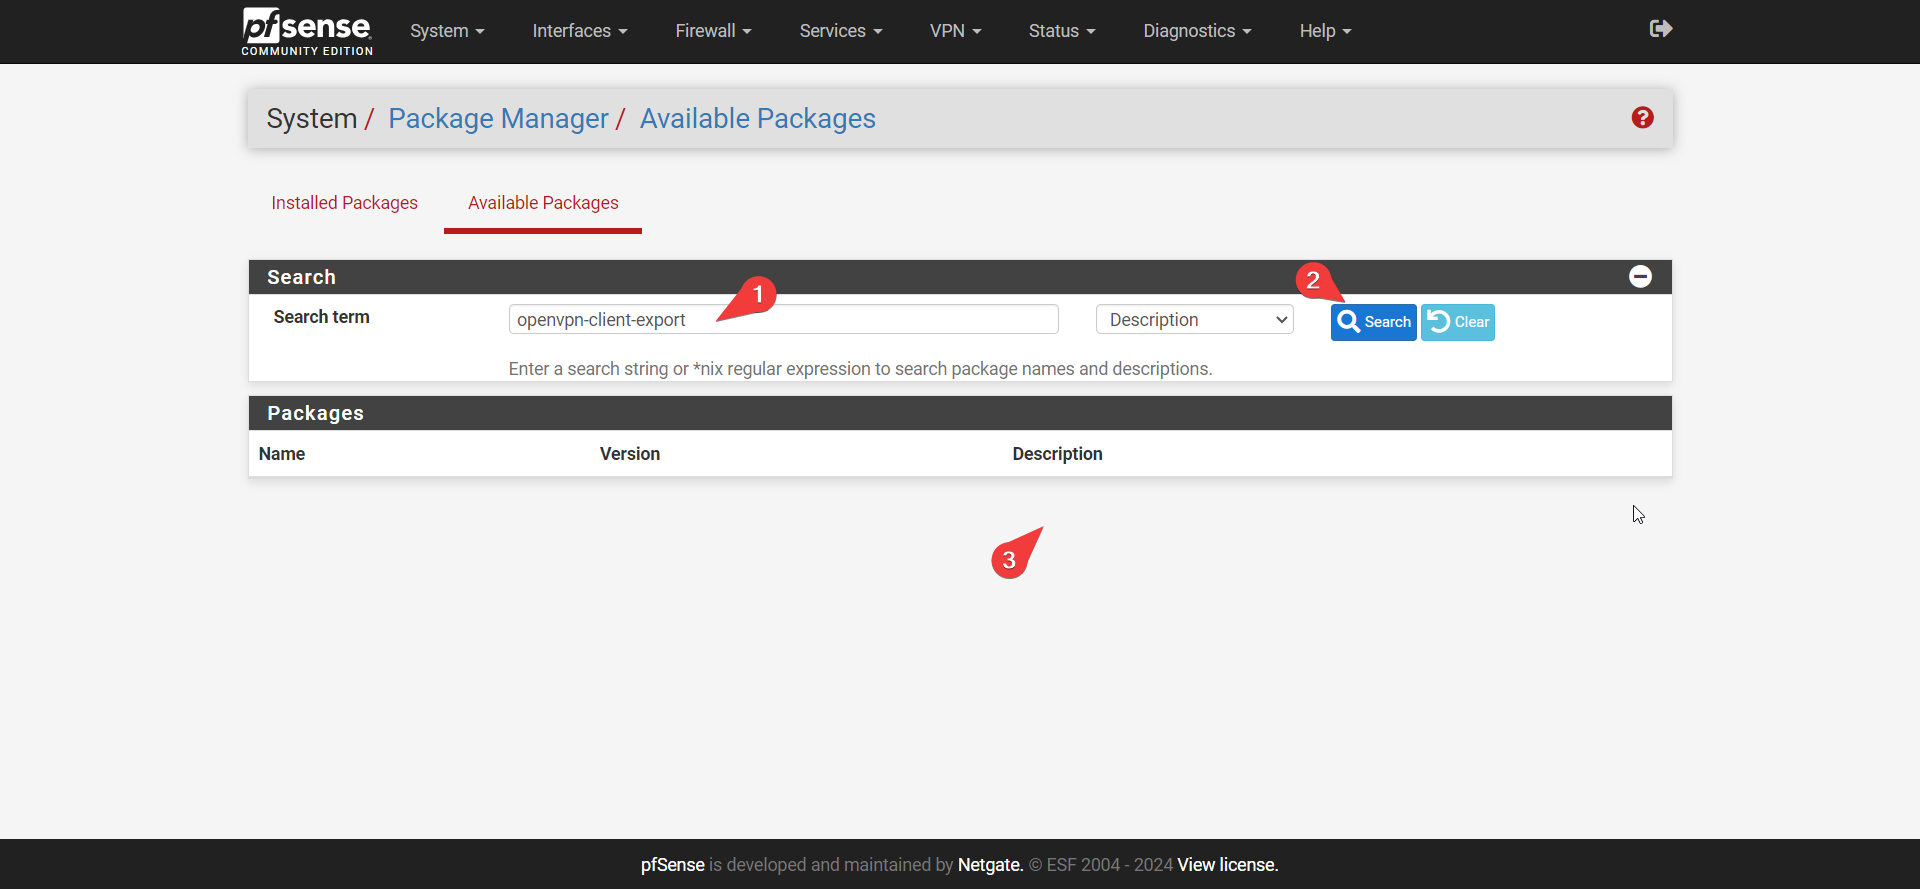 pfsense
COMMUNITY EDITION
System Interfaces Firewall Services VPN Status Diagnostics Help
System / Package Manager / Available Packages
Installed Packages Available Packages
Search
Search term openvpn-client-export Description Search Clear
Enter a search string or *nix regular expression to search package names and descriptions.
1
2
Packages
Name Version Description
3
pfSense is developed and maintained by Netgate. © ESF 2004 - 2024 View license.